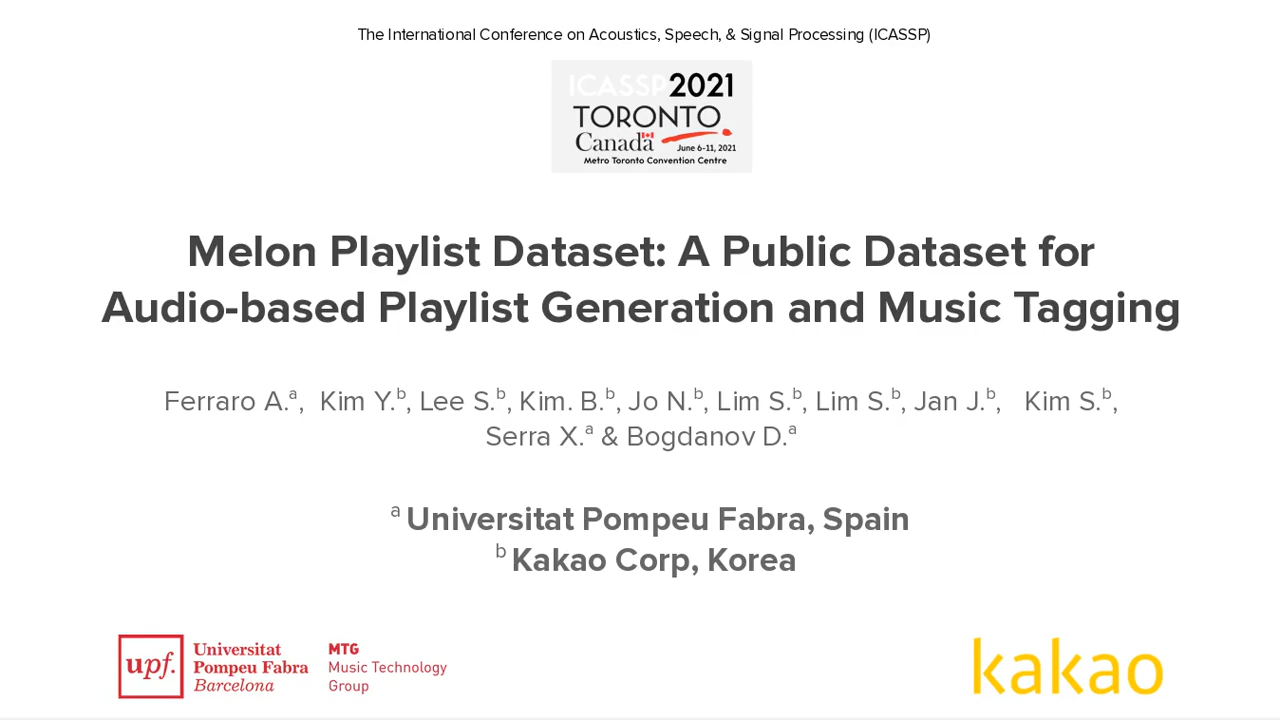 The International Conference on Acoustics, Speech, & Signal Processing (ICASSP)
ICASSP2021
TORONTO
Canada
June 6-11, 2021
Metro Toronto Convention Centre
Melon Playlist Dataset: A Public Dataset for
Audio-based Playlist Generation and Music Tagging
Ferraro A.ᵃ, Kim Y.ᵇ, Lee S.ᵇ, Kim. B.ᵇ, Jo N.ᵇ, Lim S.ᵇ, Lim S.ᵇ, Jan J.ᵇ, Kim S.ᵇ,
Serra X.ᵃ & Bogdanov D.ᵃ
ᵃ Universitat Pompeu Fabra, Spain
ᵇ Kakao Corp, Korea
upf.
Universitat
Pompeu Fabra
Barcelona
MTG
Music Technology
Group
kakao